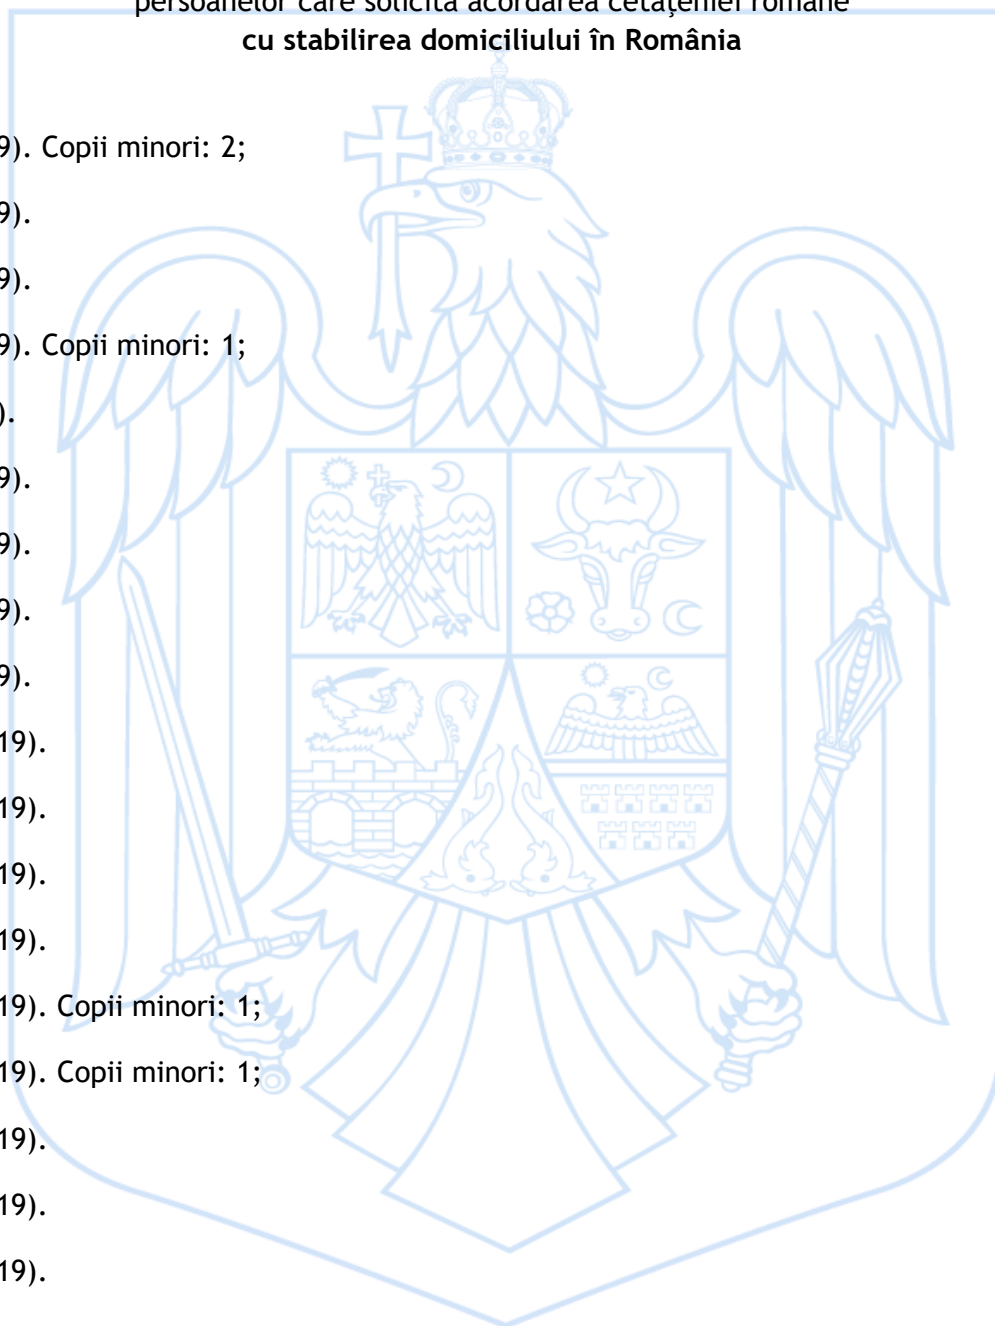 persoanelor care solicită acordarea cetăţeniei române
cu stabilirea domiciliului în România
9). Copii minori: 2;
9).
9).
9). Copii minori: 1;
).
9).
9).
9).
9).
19).
19).
19).
19).
19). Copii minori: 1;
19). Copii minori: 1;
19).
19).
19).